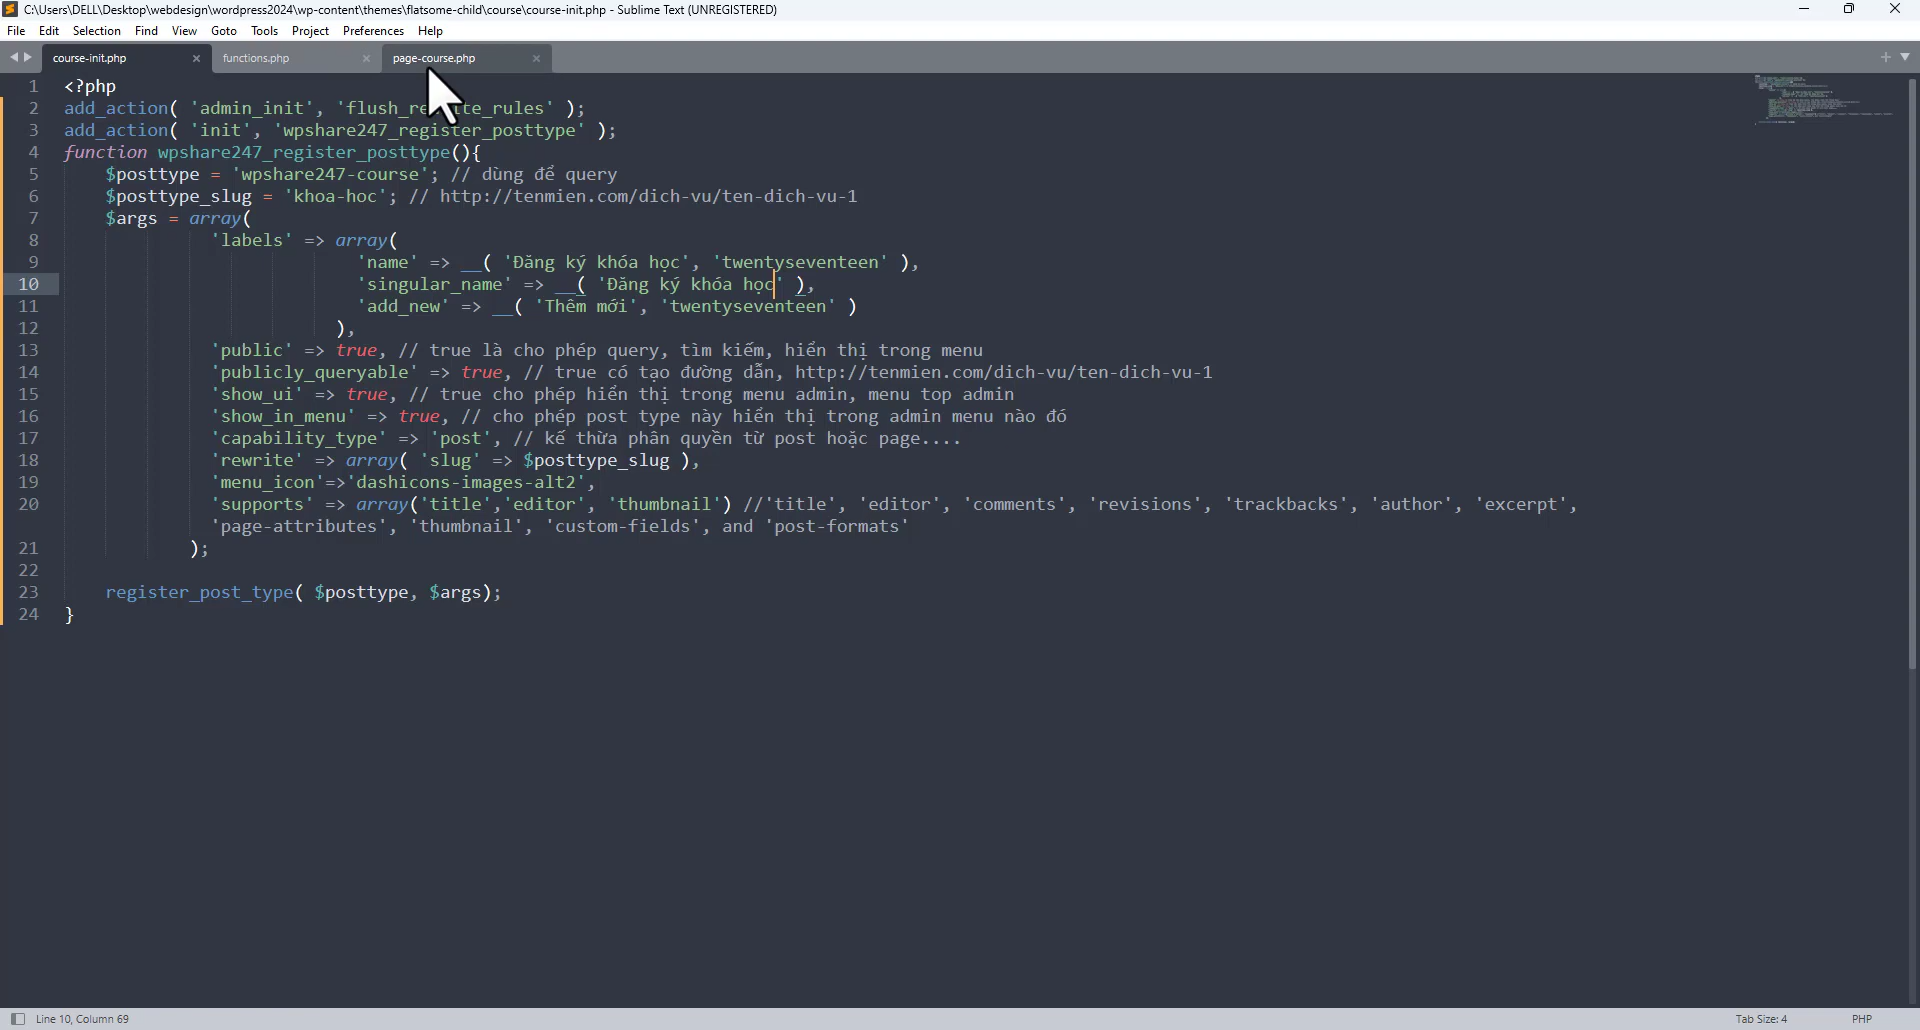 C:\Users\DELL\Desktop\webdesign\wordpress2024\wp-content\themes\flatsome-child\course\course-init.php - Sublime Text (UNREGISTERED)
File Edit Selection Find View Goto Tools Project Preferences Help
course-init.php functions.php page-course.php
1 <?php
2 add_action( 'admin_init', 'flush_re te_rules' );
3 add_action( 'init', 'wpshare247_register_posttype' );
4 function wpshare247_register_posttype(){
5 $posttype = 'wpshare247-course'; // dùng để query
6 $posttype_slug = 'khoa-hoc'; // http://tenmien.com/dich-vu/ten-dich-vu-1
7 $args = array(
8 'labels' => array(
9 'name' => __( 'Đăng ký khóa học', 'twentyseventeen' ),
10 'singular_name' => __( 'Đăng ký khóa học' ),
11 'add_new' => __( 'Thêm mới', 'twentyseventeen' )
12 ),
13 'public' => true, // true là cho phép query, tìm kiếm, hiển thị trong menu
14 'publicly_queryable' => true, // true có tạo đường dẫn, http://tenmien.com/dich-vu/ten-dich-vu-1
15 'show_ui' => true, // true cho phép hiển thị trong menu admin, menu top admin
16 'show_in_menu' => true, // cho phép post type này hiển thị trong admin menu nào đó
17 'capability_type' => 'post', // kế thừa phân quyền từ post hoặc page....
18 'rewrite' => array( 'slug' => $posttype_slug ),
19 'menu_icon'=>'dashicons-images-alt2',
20 'supports' => array('title','editor', 'thumbnail') //'title', 'editor', 'comments', 'revisions', 'trackbacks', 'author', 'excerpt',
'page-attributes', 'thumbnail', 'custom-fields', and 'post-formats'
21 );
22
23 register_post_type( $posttype, $args);
24 }
Line 10, Column 69 Tab Size: 4 PHP